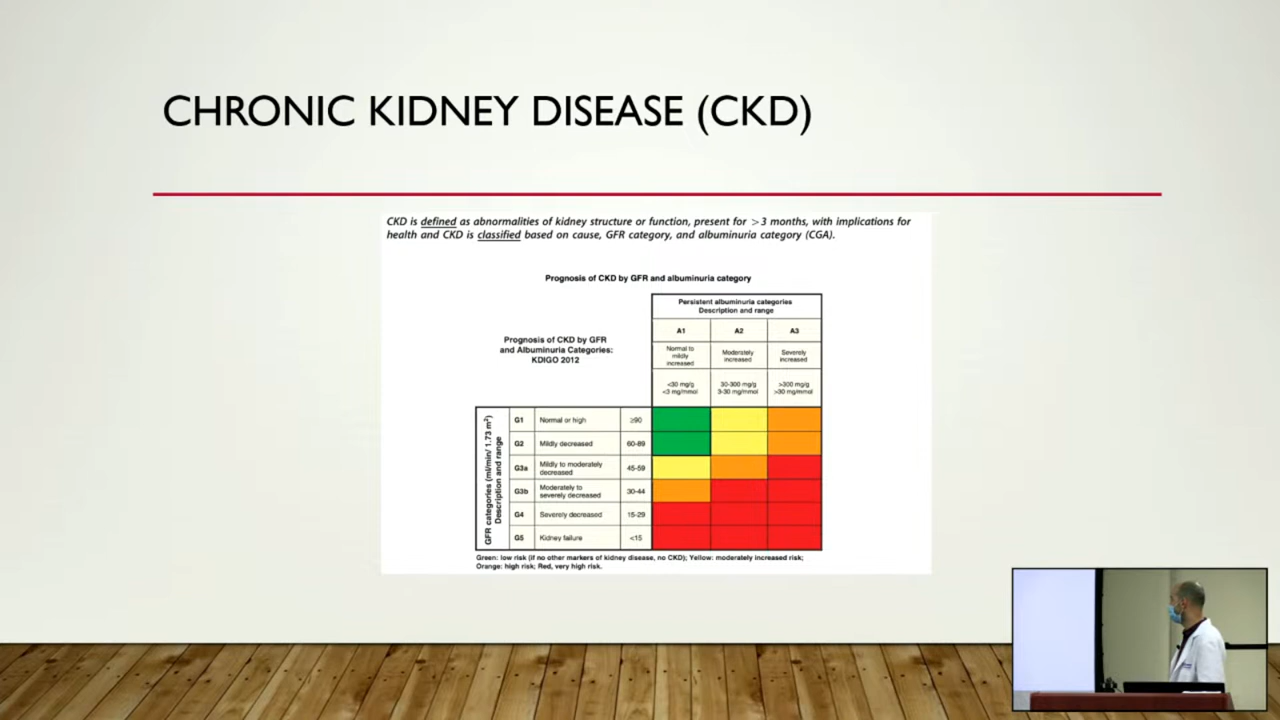 CHRONIC KIDNEY DISEASE (CKD)
CKD is defined as abnormalities of kidney structure or function, present for >3 months, with implications for
health and CKD is classified based on cause, GFR category, and albuminuria category (CGA).
Prognosis of CKD by GFR and albuminuria category
Prognosis of CKD by GFR
and Albuminuria Categories:
KDIGO 2012
Persistent albuminuria categories
Description and range
A1
A2
A3
Normal to
mildly
increased
Moderately
increased
Severely
increased
<30 mg/g
<3 mg/mmol
30-300 mg/g
3-30 mg/mmol
>300 mg/g
>30 mg/mmol
GFR categories (ml/min/ 1.73 m²)
Description and range
G1 Normal or high ≥90
G2 Mildly decreased 60-89
G3a Mildly to moderately
decreased 45-59
G3b Moderately to
severely decreased 30-44
G4 Severely decreased 15-29
G5 Kidney failure <15
Green: low risk (if no other markers of kidney disease, no CKD); Yellow: moderately increased risk;
Orange: high risk; Red, very high risk.